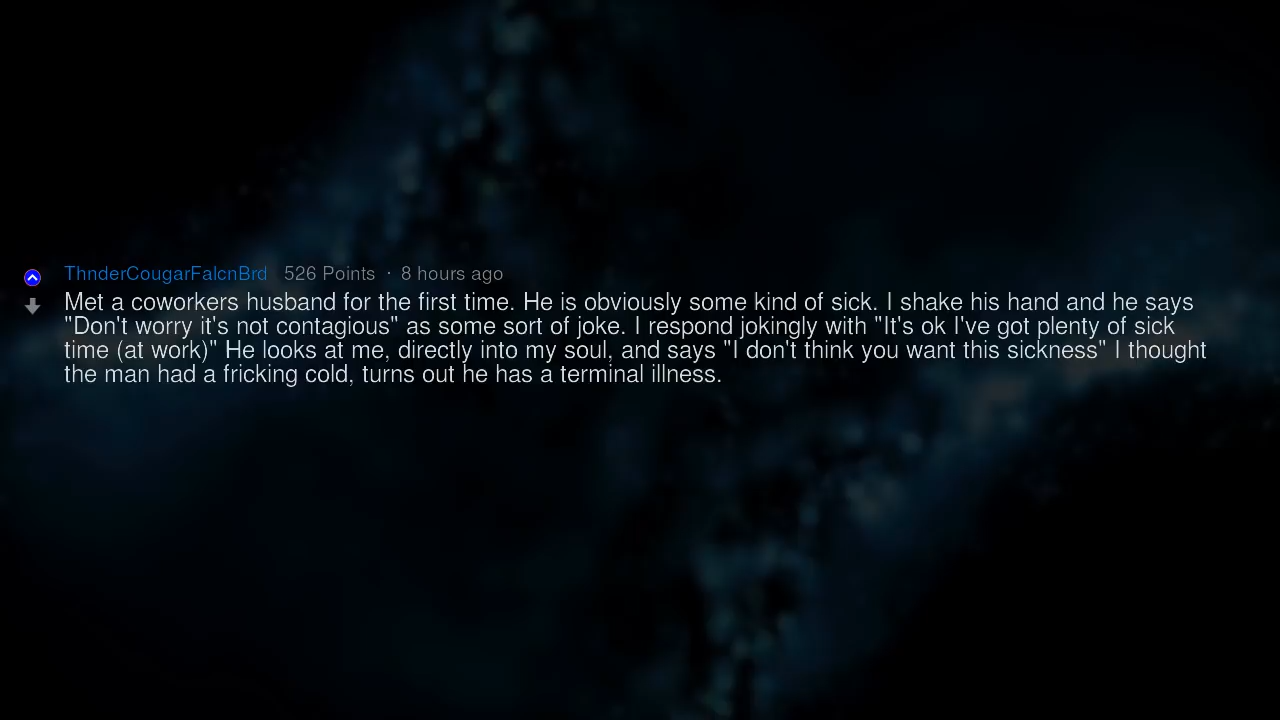 ThnderCougarFalcnBrd 526 Points · 8 hours ago
Met a coworkers husband for the first time. He is obviously some kind of sick. I shake his hand and he says
"Don't worry it's not contagious" as some sort of joke. I respond jokingly with "It's ok I've got plenty of sick
time (at work)" He looks at me, directly into my soul, and says "I don't think you want this sickness" I thought
the man had a fricking cold, turns out he has a terminal illness.